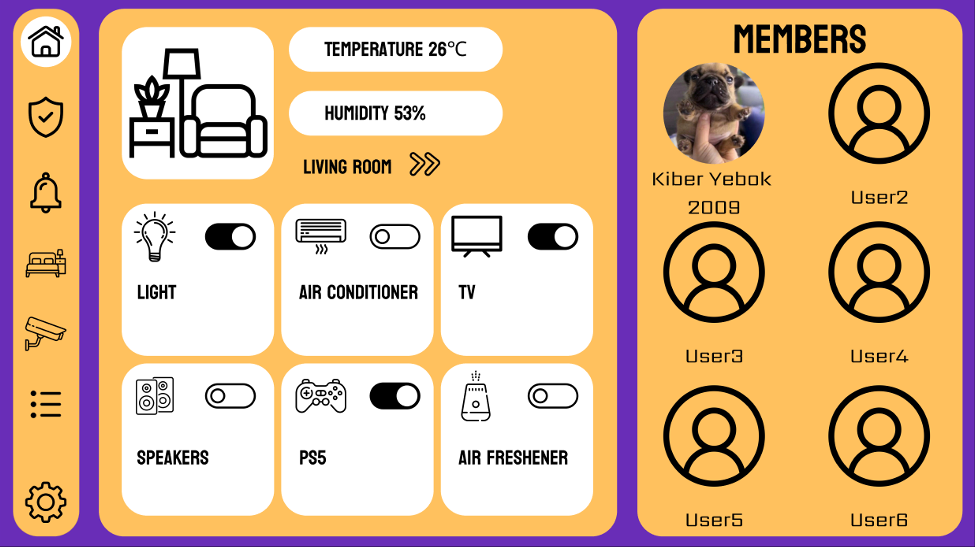 TEMPERATURE 26°C
HUMIDITY 53%
LIVING ROOM
LIGHT
AIR CONDITIONER
TV
SPEAKERS
PS5
AIR FRESHENER
MEMBERS
Kiber Yebok
2009
User2
User3
User4
User5
User6